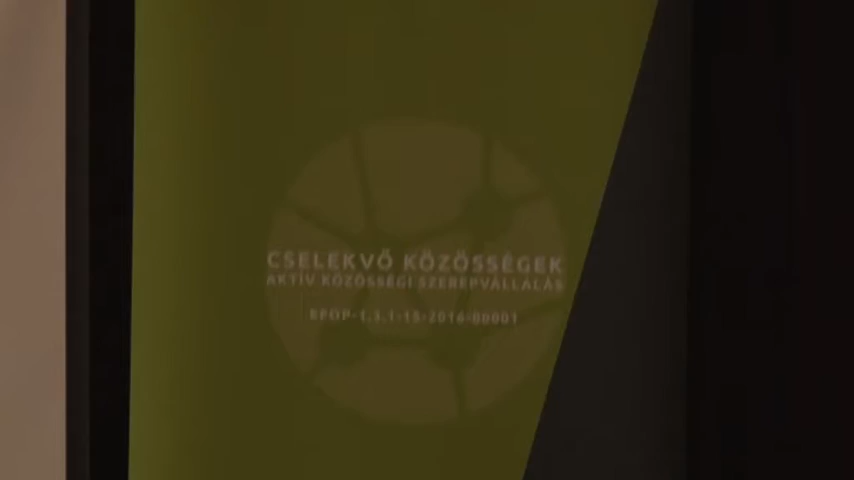 CSELEKVŐ KÖZÖSSÉGEK
AKTÍV KÖZÖSSÉGI SZEREPVÁLLALÁS
EFOP-1.3.1-15-2016-00001